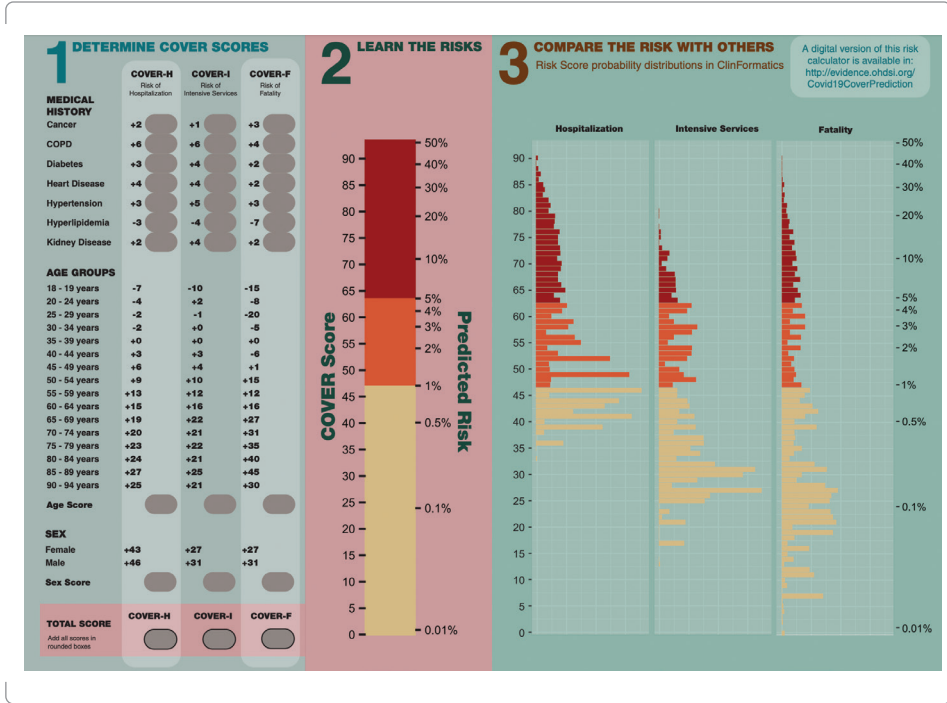 1 DETERMINE COVER SCORES
COVER-H COVER-I COVER-F
Risk of Hospitalization
Risk of Intensive Services
Risk of Fatality
MEDICAL
HISTORY
Cancer +2 +1 +3
COPD +6 +6 +4
Diabetes +3 +4 +2
Heart Disease +4 +4 +2
Hypertension +3 +5 +3
Hyperlipidemia -3 -4 -7
Kidney Disease +2 +4 +2
AGE GROUPS
18 - 19 years -7 -10 -15
20 - 24 years -4 +2 -8
25 - 29 years -2 -1 -20
30 - 34 years -2 +0 -5
35 - 39 years +0 +0 +0
40 - 44 years +3 +3 -6
45 - 49 years +6 +4 +1
50 - 54 years +9 +10 +15
55 - 59 years +13 +12 +12
60 - 64 years +15 +16 +16
65 - 69 years +19 +22 +27
70 - 74 years +20 +21 +31
75 - 79 years +23 +22 +35
80 - 84 years +24 +21 +40
85 - 89 years +27 +25 +45
90 - 94 years +25 +21 +30
Age Score
SEX
Female +43 +27 +27
Male +46 +31 +31
Sex Score
COVER-H COVER-I COVER-F
TOTAL SCORE
Add all scores in
rounded boxes
2 LEARN THE RISKS
COVER Score
90
85
80
75
70
65
60
55
50
45
40
35
30
25
20
15
10
5
0
50%
40%
30%
20%
10%
5%
4%
3%
2%
1%
0.5%
0.1%
0.01%
Predicted Risk
3 COMPARE THE RISK WITH OTHERS
Risk Score probability distributions in ClinFormatics
A digital version of this risk
calculator is available in:
http://evidence.ohdsi.org/
Covid19CoverPrediction
Hospitalization Intensive Services Fatality
90
85
80
75
70
65
60
55
50
45
40
35
30
25
20
15
10
5
0
50%
40%
30%
20%
10%
5%
4%
3%
2%
1%
0.5%
0.1%
0.01%